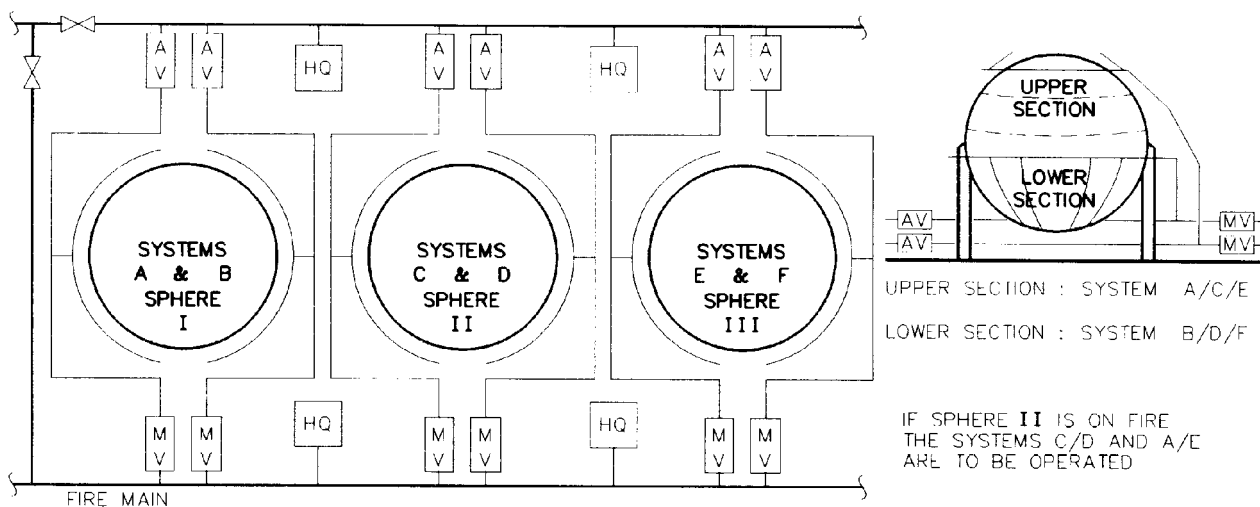 A V
A V
HQ
A V
A V
HQ
A V
A V
SYSTEMS
A & B
SPHERE
I
SYSTEMS
C & D
SPHERE
II
SYSTEMS
E & F
SPHERE
III
M V
M V
HQ
M V
M V
HQ
M V
M V
FIRE MAIN
UPPER
SECTION
LOWER
SECTION
AV
MV
AV
MV
UPPER SECTION : SYSTEM A/C/E
LOWER SECTION : SYSTEM B/D/F
IF SPHERE II IS ON FIRE
THE SYSTEMS C/D AND A/E
ARE TO BE OPERATED